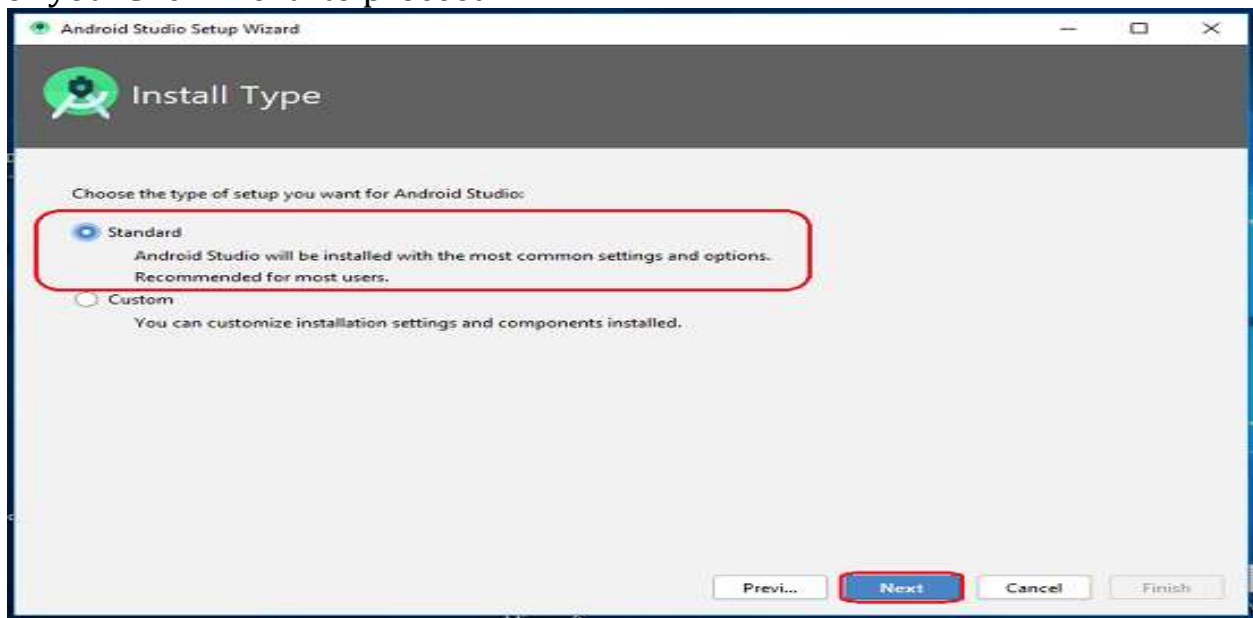 Android Studio Setup Wizard
Install Type
Choose the type of setup you want for Android Studio:
Standard
Android Studio will be installed with the most common settings and options.
Recommended for most users.
Custom
You can customize installation settings and components installed.
Previ... Next Cancel Finish